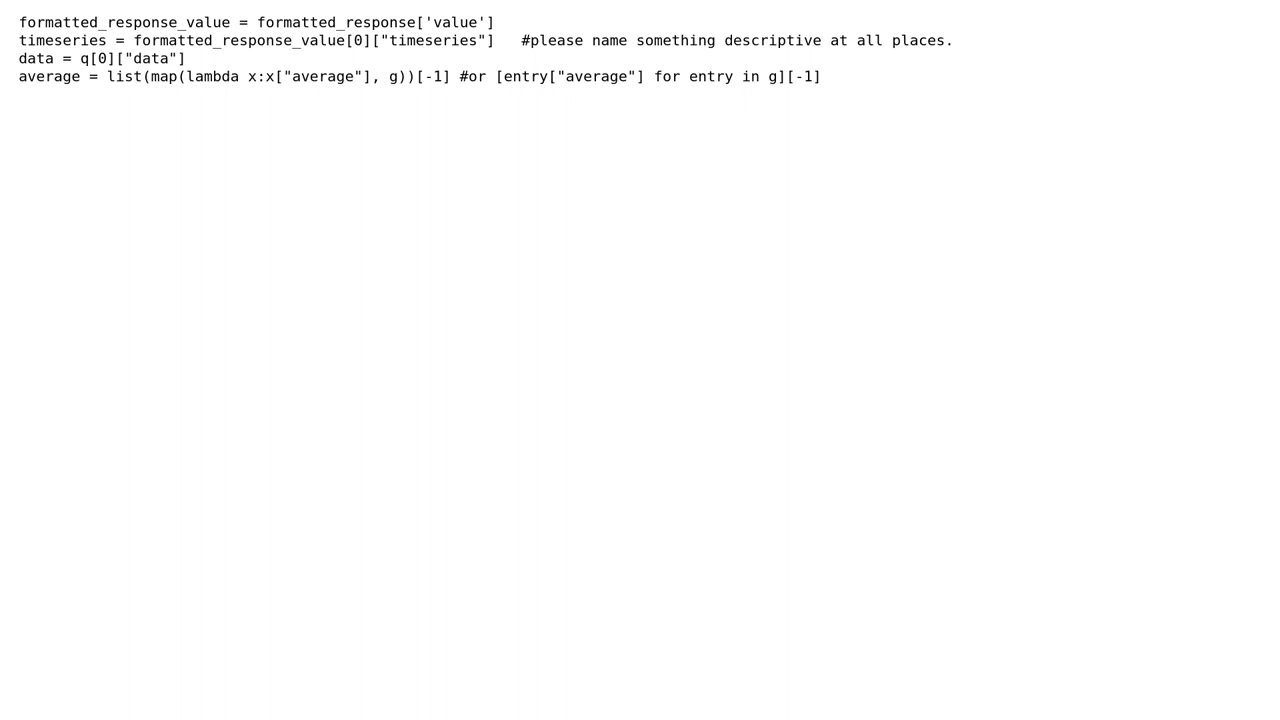 formatted_response_value = formatted_response['value']
timeseries = formatted_response_value[0]["timeseries"]   #please name something descriptive at all places.
data = q[0]["data"]
average = list(map(lambda x:x["average"], g))[-1] #or [entry["average"] for entry in g][-1]